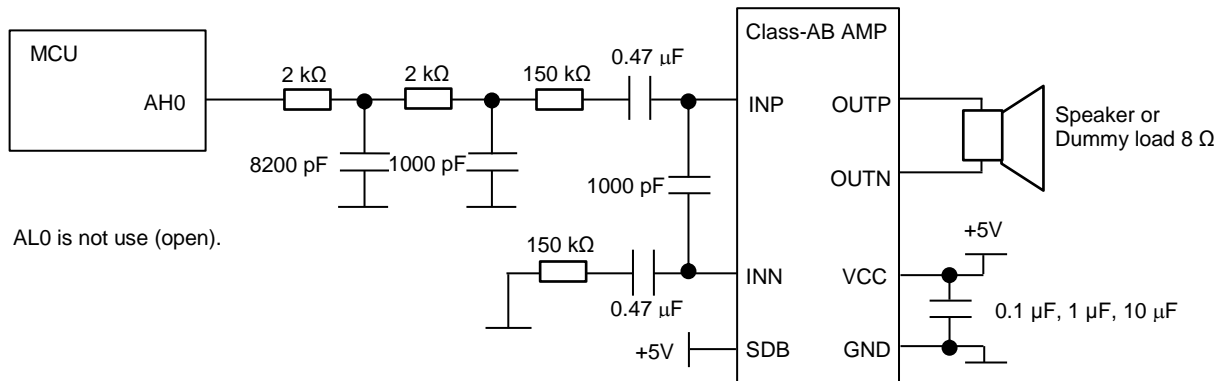 MCU
AH0
2 kΩ
2 kΩ
150 kΩ
0.47 μF
8200 pF
1000 pF
1000 pF
Class-AB AMP
INP
OUTP
OUTN
Speaker or
Dummy load 8 Ω
AL0 is not use (open).
150 kΩ
0.47 μF
INN
VCC
+5V
0.1 µF, 1 µF, 10 μF
+5V
SDB
GND